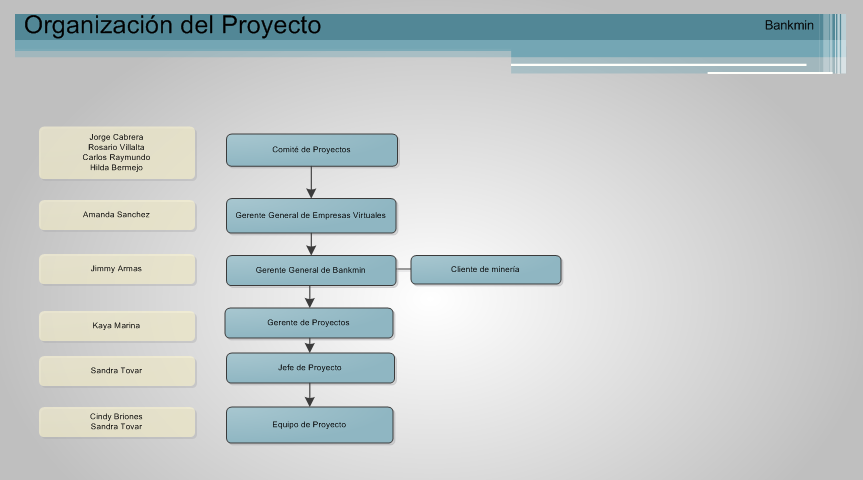 Organización del Proyecto
Bankmin
Jorge Cabrera
Rosario Villalta
Carlos Raymundo
Hilda Bermejo
Comité de Proyectos
Amanda Sanchez
Gerente General de Empresas Virtuales
Jimmy Armas
Gerente General de Bankmin
Cliente de minería
Kaya Marina
Gerente de Proyectos
Sandra Tovar
Jefe de Proyecto
Cindy Briones
Sandra Tovar
Equipo de Proyecto